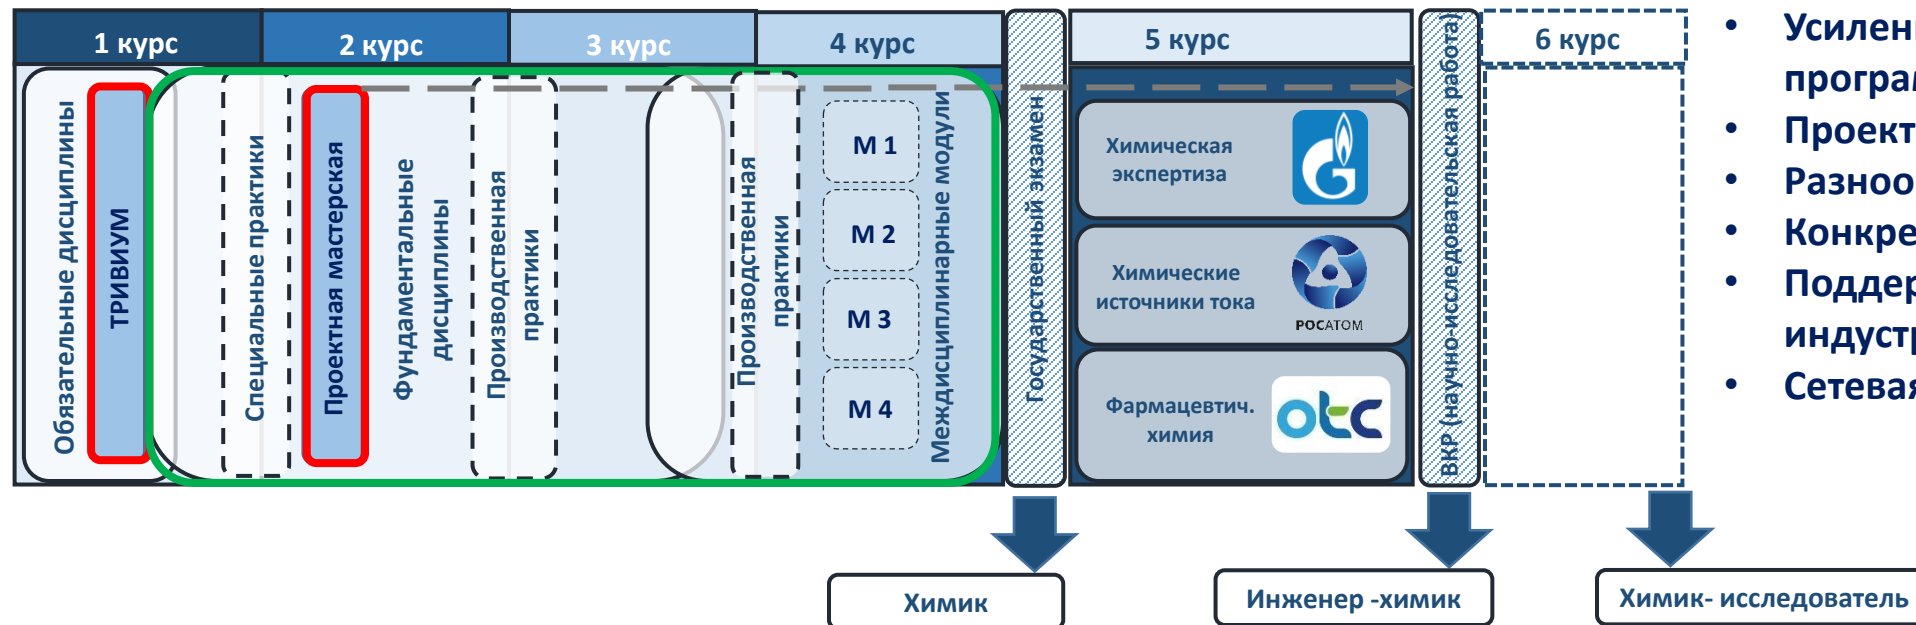 1 курс
2 курс
3 курс
4 курс
5 курс
6 курс
Обязательные дисциплины
ТРИВИУМ
Специальные практики
Проектная мастерская
Фундаментальные
дисциплины
Производственная
практики
Производственная
практики
М 1
М 2
М 3
М 4
Междисциплинарные модули
Государственный экзамен
Химическая
экспертиза
Химические
источники тока
РОСАТОМ
Фармацевтич.
химия
отс
ВКР (научно-исследовательская работа)
Химик
Инженер -химик
Химик- исследователь
• 
• 
• 
• 
• 
• Сетевая